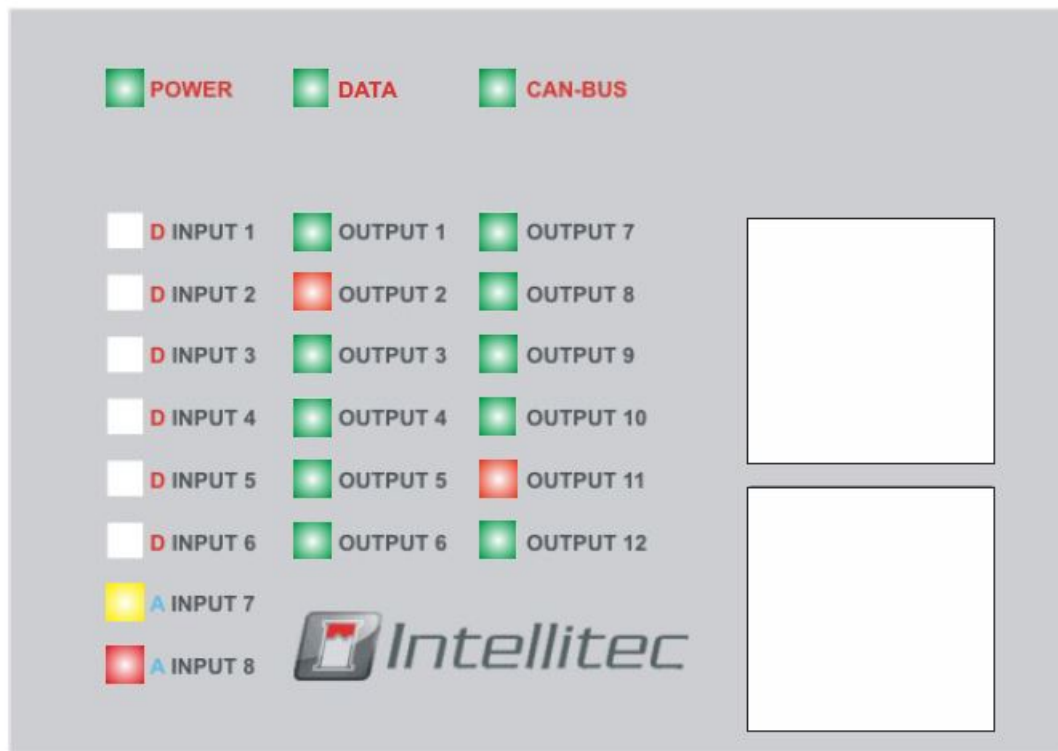 POWER DATA CAN-BUS
D INPUT 1 OUTPUT 1 OUTPUT 7
D INPUT 2 OUTPUT 2 OUTPUT 8
D INPUT 3 OUTPUT 3 OUTPUT 9
D INPUT 4 OUTPUT 4 OUTPUT 10
D INPUT 5 OUTPUT 5 OUTPUT 11
D INPUT 6 OUTPUT 6 OUTPUT 12
A INPUT 7
A INPUT 8
Intellitec